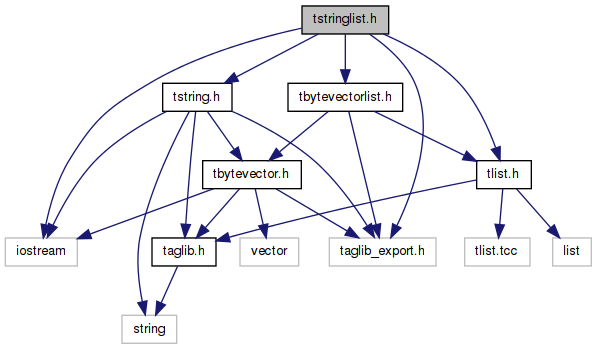 tstringlist.h
tstring.h
tbytevectorlist.h
tbytevector.h
tlist.h
iostream
taglib.h
vector
taglib_export.h
tlist.tcc
list
string